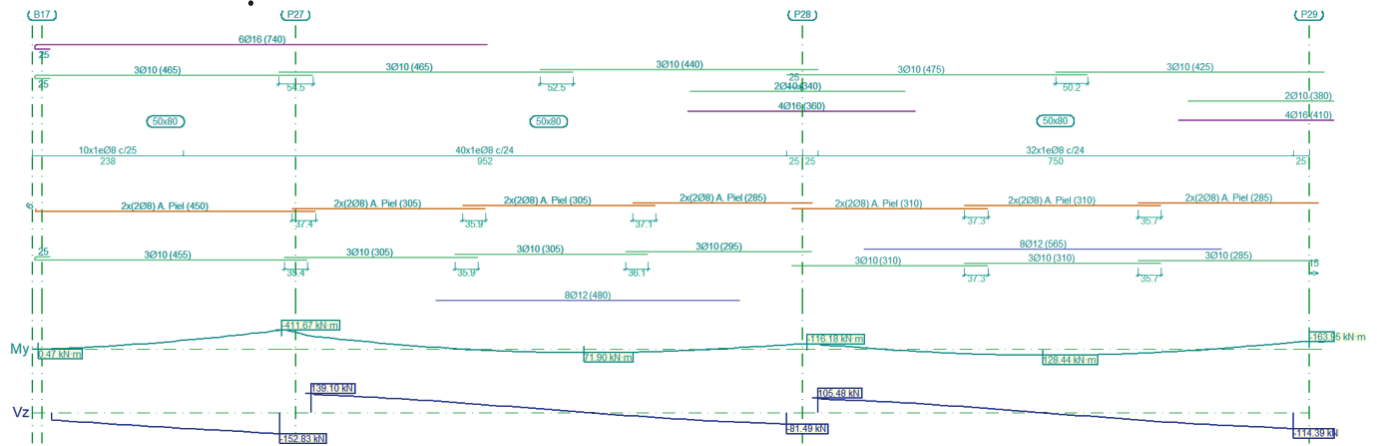 B17 P27 P28 P29
6Ø16 (740)
25
3Ø10 (465) 3Ø10 (465) 3Ø10 (440) 3Ø10 (475) 3Ø10 (425)
25 54.5 52.5 25 50.2
2Ø10 (340) 2Ø10 (380)
4Ø16 (360) 4Ø16 (410)
50x80 50x80 50x80
10x1eØ8 c/25 40x1eØ8 c/24 32x1eØ8 c/24
238 952 25 25 750 25
2x(2Ø8) A. Piel (450) 2x(2Ø8) A. Piel (305) 2x(2Ø8) A. Piel (305) 2x(2Ø8) A. Piel (285) 2x(2Ø8) A. Piel (310) 2x(2Ø8) A. Piel (310) 2x(2Ø8) A. Piel (285)
37.4 35.9 37.1 37.3 35.7
25 8Ø12 (565)
3Ø10 (455) 3Ø10 (305) 3Ø10 (305) 3Ø10 (295) 3Ø10 (310) 3Ø10 (310) 3Ø10 (285) 15
35.9 36.1 37.3 35.7
8Ø12 (480)
My 0.47 kN·m -411.67 kN·m 71.90 kN·m -116.18 kN·m 128.44 kN·m -163.95 kN·m
Vz -152.83 kN 139.10 kN -81.49 kN 105.48 kN -114.39 kN